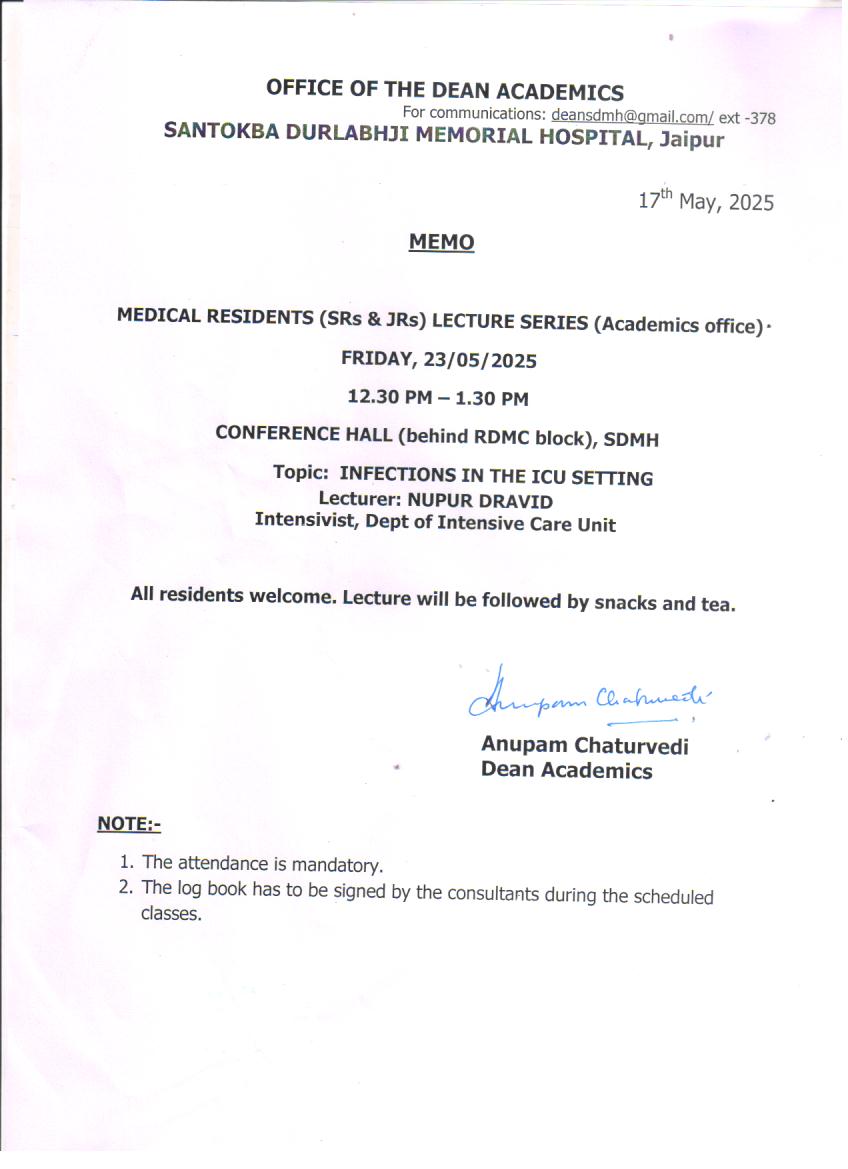 OFFICE OF THE DEAN ACADEMICS
For communications: deansdmh@gmail.com/ ext -378
SANTOKBA DURLABHJI MEMORIAL HOSPITAL, Jaipur
17th May, 2025
MEMO
MEDICAL RESIDENTS (SRs & JRs) LECTURE SERIES (Academics office)
FRIDAY, 23/05/2025
12.30 PM – 1.30 PM
CONFERENCE HALL (behind RDMC block), SDMH
Topic: INFECTIONS IN THE ICU SETTING
Lecturer: NUPUR DRAVID
Intensivist, Dept of Intensive Care Unit
All residents welcome. Lecture will be followed by snacks and tea.
Anupam Chaturvedi
Anupam Chaturvedi
Dean Academics
NOTE:-
1. The attendance is mandatory.
2. The log book has to be signed by the consultants during the scheduled
classes.